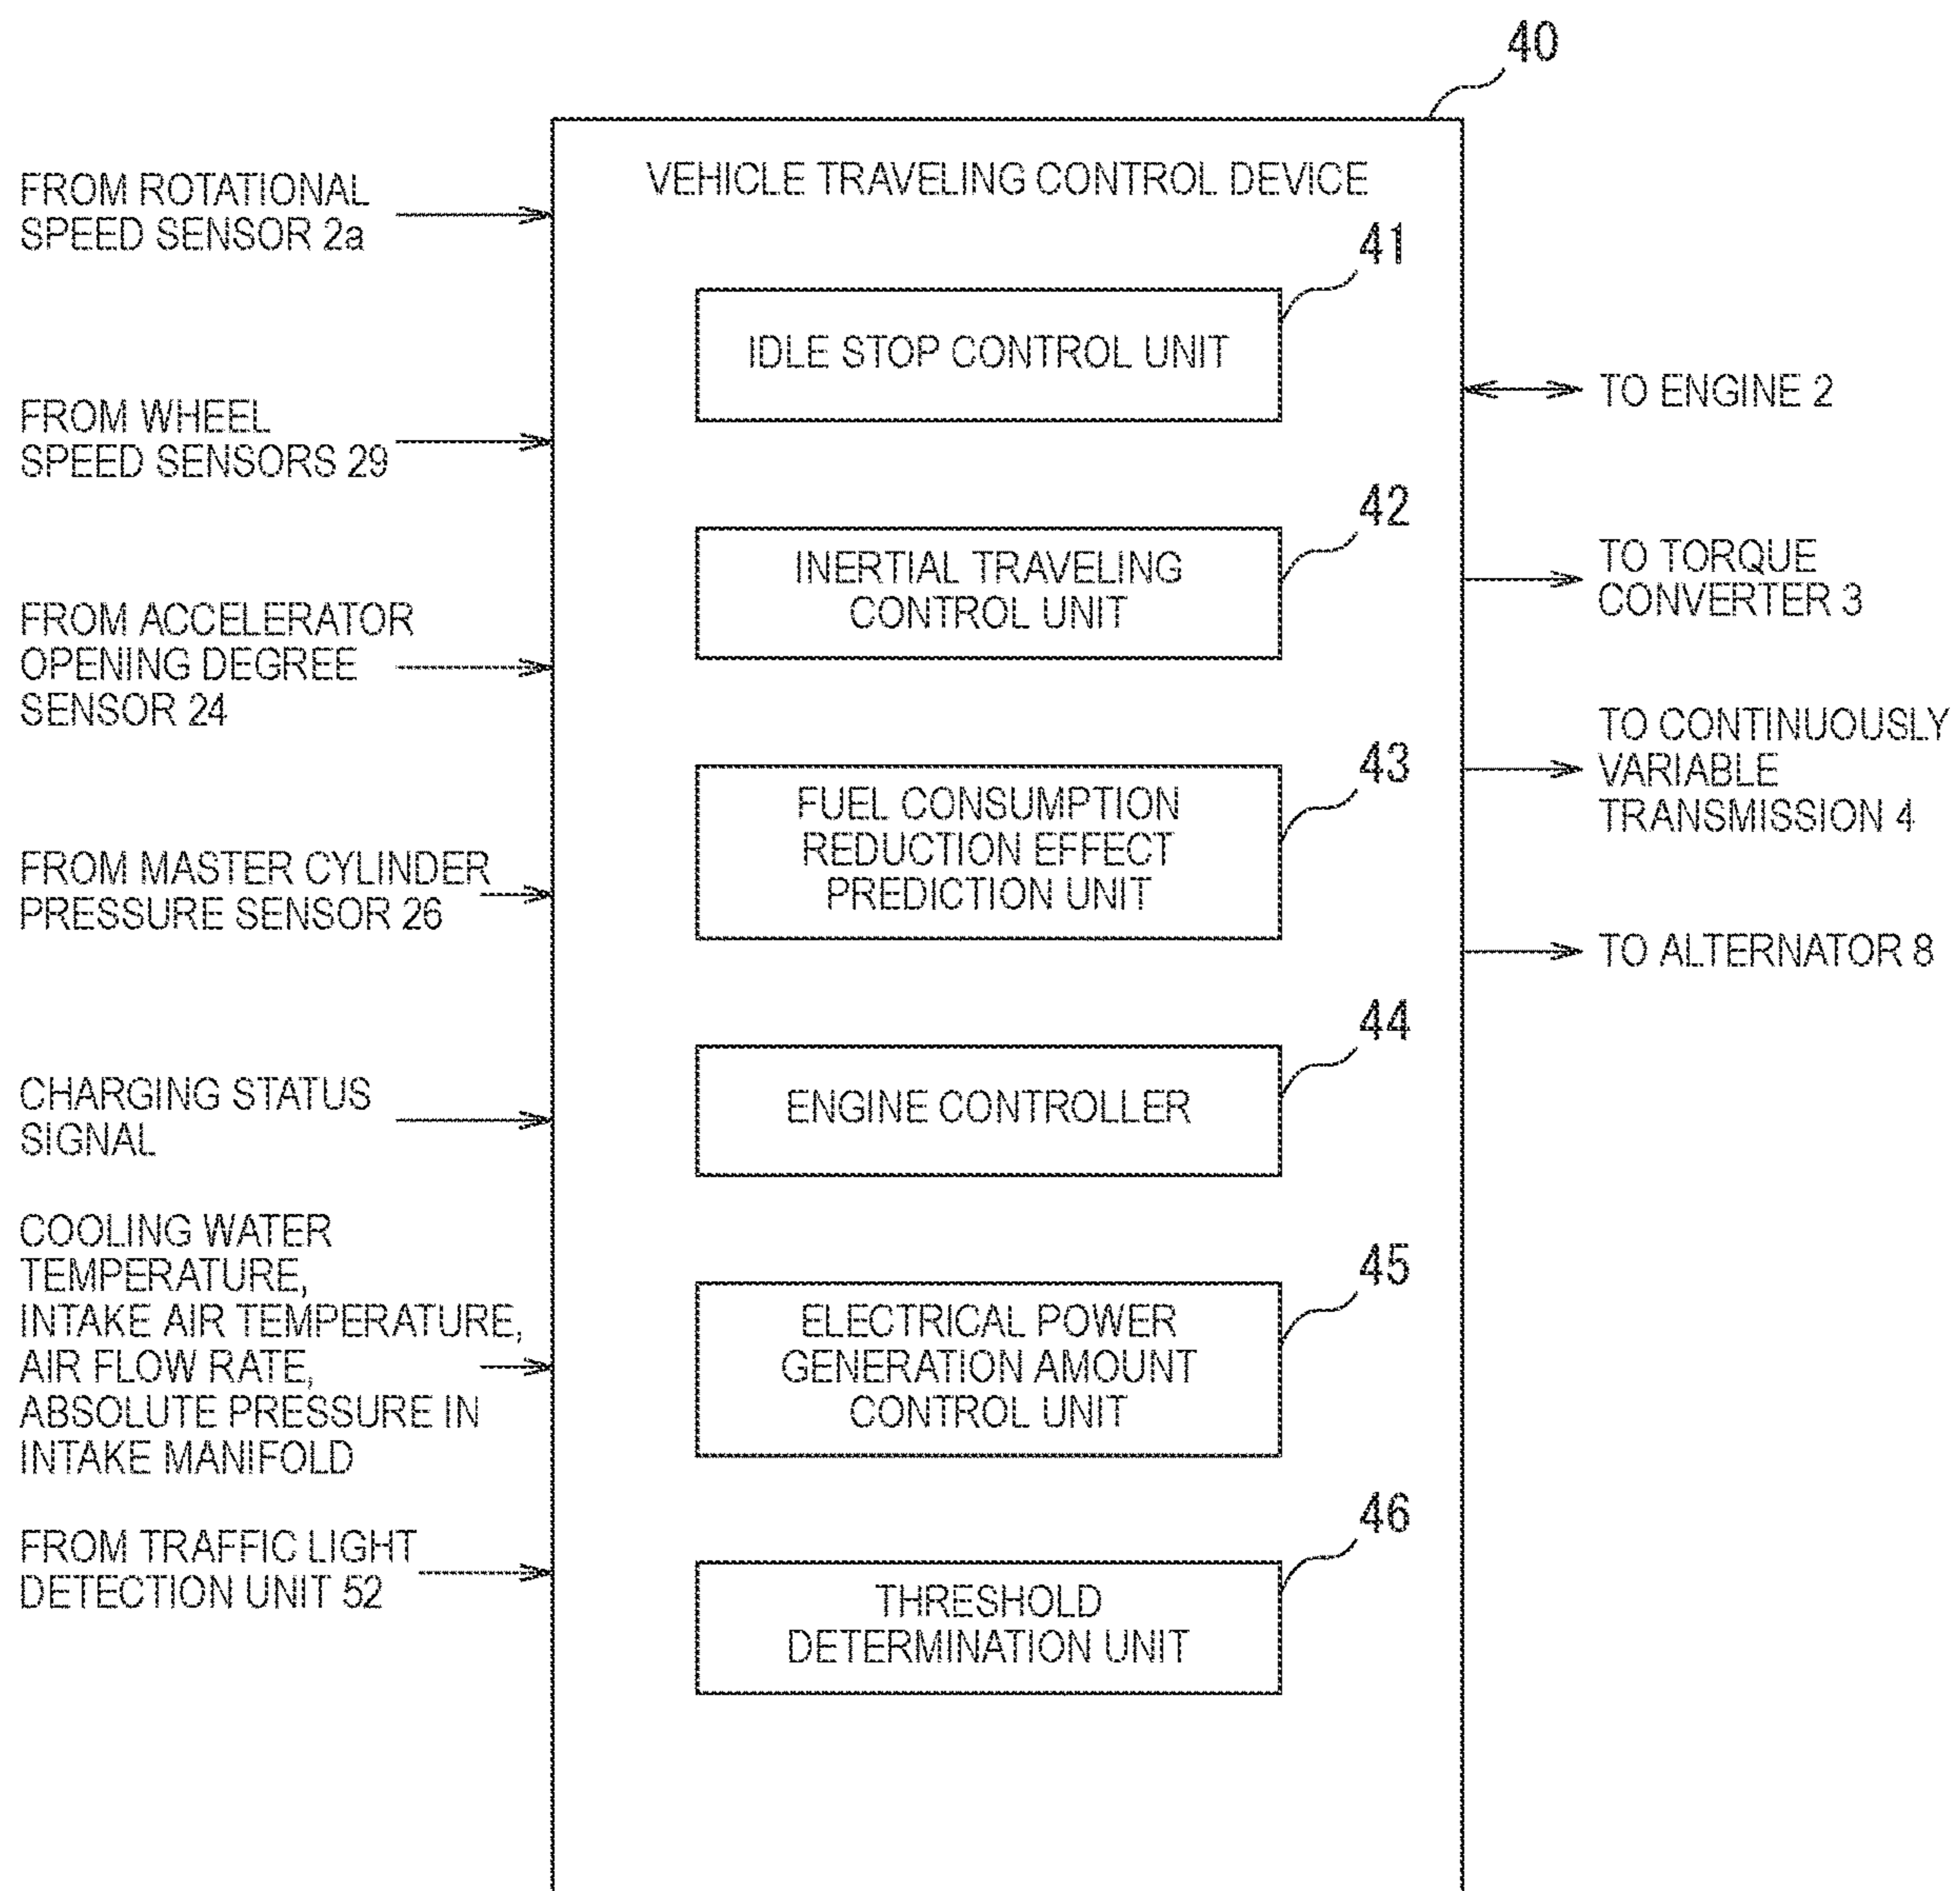 40
VEHICLE TRAVELING CONTROL DEVICE
FROM ROTATIONAL
SPEED SENSOR 2a
FROM WHEEL
SPEED SENSORS 29
FROM ACCELERATOR
OPENING DEGREE
SENSOR 24
FROM MASTER CYLINDER
PRESSURE SENSOR 26
CHARGING STATUS
SIGNAL
COOLING WATER
TEMPERATURE,
INTAKE AIR TEMPERATURE,
AIR FLOW RATE,
ABSOLUTE PRESSURE IN
INTAKE MANIFOLD
FROM TRAFFIC LIGHT
DETECTION UNIT 52
41
IDLE STOP CONTROL UNIT
42
INERTIAL TRAVELING
CONTROL UNIT
43
FUEL CONSUMPTION
REDUCTION EFFECT
PREDICTION UNIT
44
ENGINE CONTROLLER
45
ELECTRICAL POWER
GENERATION AMOUNT
CONTROL UNIT
46
THRESHOLD
DETERMINATION UNIT
TO ENGINE 2
TO TORQUE
CONVERTER 3
TO CONTINUOUSLY
VARIABLE
TRANSMISSION 4
TO ALTERNATOR 8